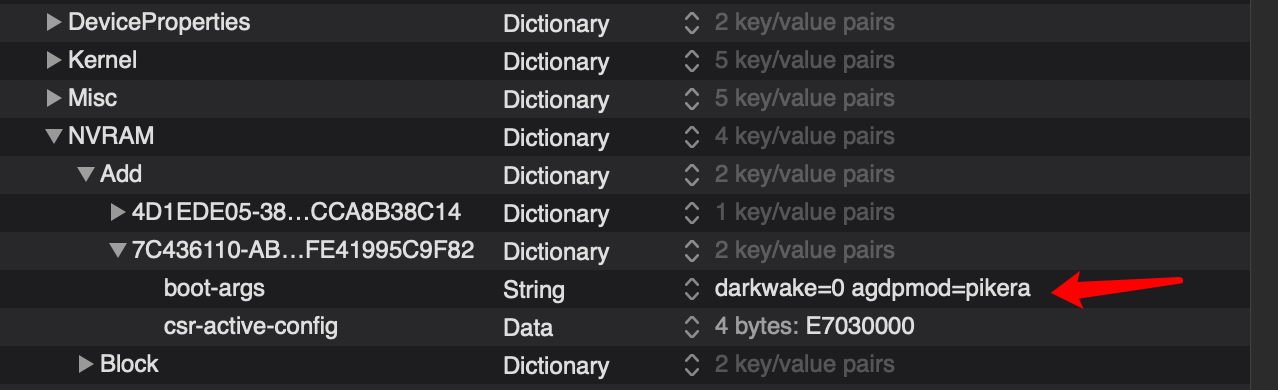 DeviceProperties Dictionary 2 key/value pairs
Kernel Dictionary 5 key/value pairs
Misc Dictionary 5 key/value pairs
NVRAM Dictionary 4 key/value pairs
Add Dictionary 2 key/value pairs
4D1EDE05-38…CCA8B38C14 Dictionary 1 key/value pairs
7C436110-AB…FE41995C9F82 Dictionary 2 key/value pairs
boot-args String darkwake=0 agdpmod=pikera
csr-active-config Data 4 bytes: E7030000
Block Dictionary 2 key/value pairs